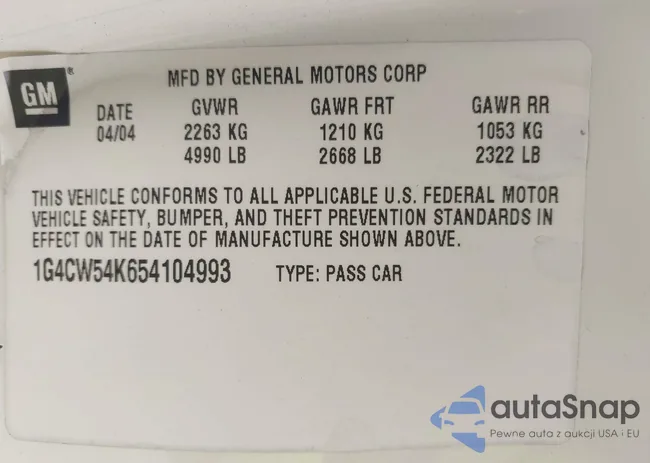 GM®
MFD BY GENERAL MOTORS CORP
DATE GVWR GAWR FRT GAWR RR
04/04 2263 KG 1210 KG 1053 KG
4990 LB 2668 LB 2322 LB
THIS VEHICLE CONFORMS TO ALL APPLICABLE U.S. FEDERAL MOTOR
VEHICLE SAFETY, BUMPER, AND THEFT PREVENTION STANDARDS IN
EFFECT ON THE DATE OF MANUFACTURE SHOWN ABOVE.
1G4CW54K654104993 TYPE: PASS CAR
autaSnap
Pewne auta z aukcji USA i EU